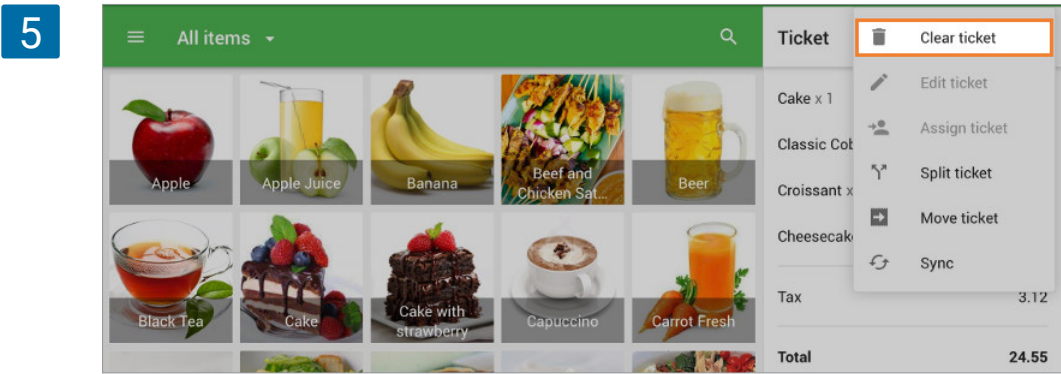 5
All items
Ticket
Clear ticket
Edit ticket
Assign ticket
Split ticket
Move ticket
Sync
Cake x 1
Classic Cob
Croissant x
Cheesecak
Tax 3.12
Total 24.55
Apple
Apple Juice
Banana
Beef and
Chicken Sat...
Beer
Black Tea
Cake
Cake with
strawberry
Capuccino
Carrot Fresh